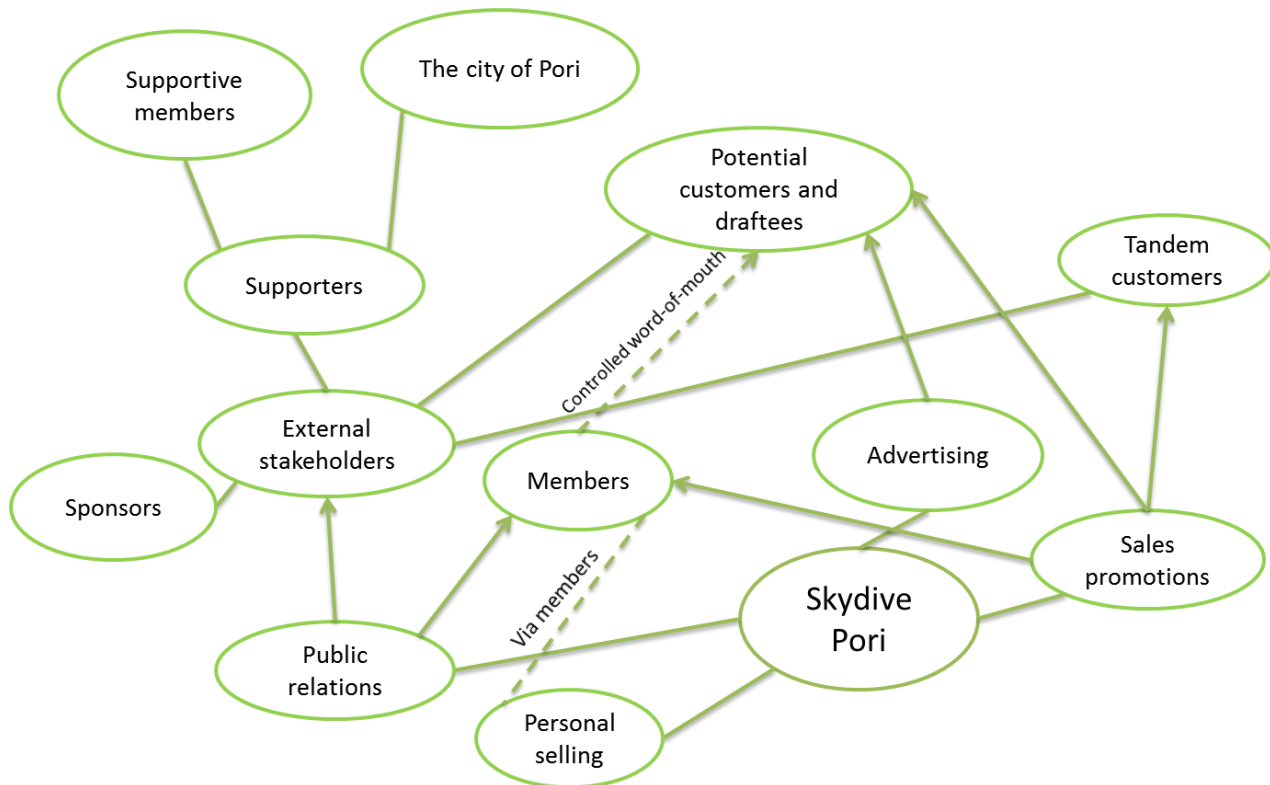 Supportive
members
The city of Pori
Potential
customers and
draftees
Tandem
customers
Supporters
Controlled word-of-mouth
External
stakeholders
Advertising
Members
Sponsors
Sales
promotions
Via members
Skydive
Pori
Public
relations
Personal
selling